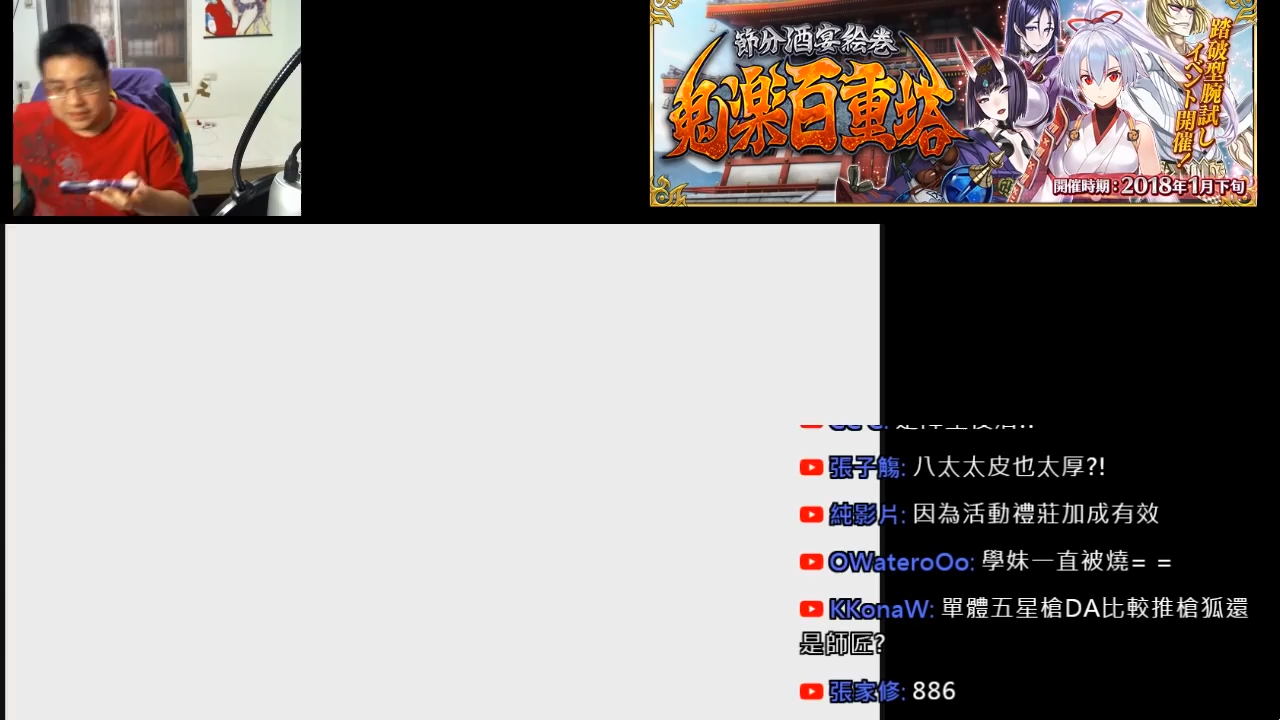 節分酒宴絵巻
鬼楽百重塔
踏破型腕試し
イベント開催!
開催時期：2018年1月下旬
張子觴: 八太太皮也太厚?!
純影片: 因為活動禮莊加成有效
OWateroOo: 學妹一直被燒= =
KKonaW: 單體五星槍DA比較推槍狐還
是師匠?
張家修: 886